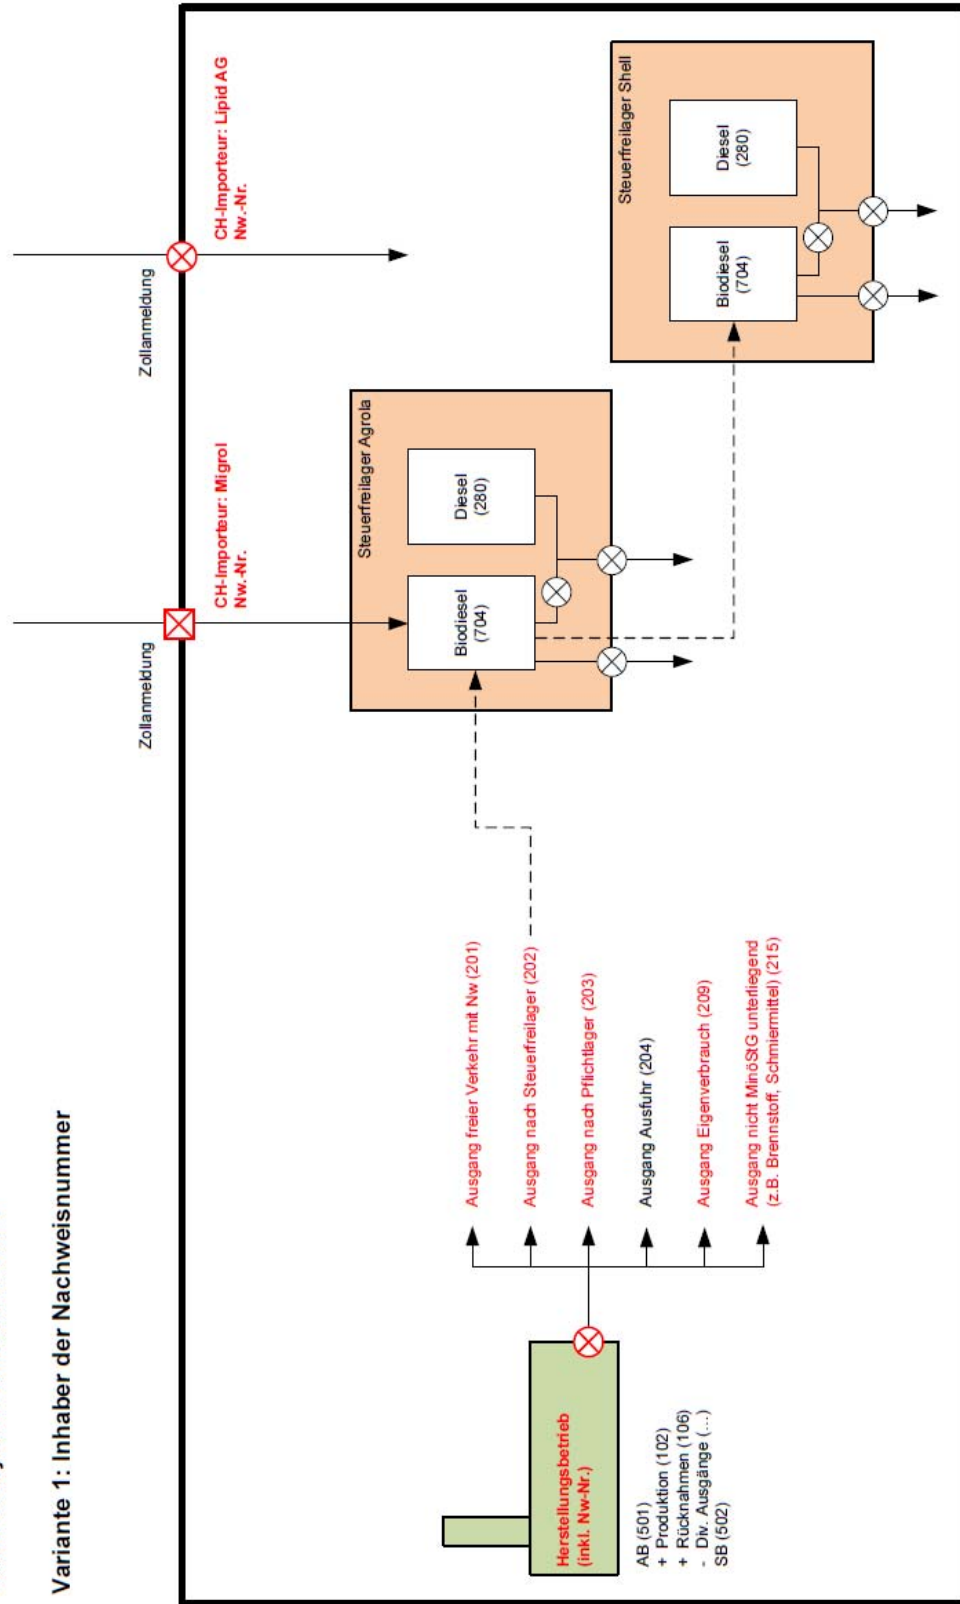 Variante 1: Inhaber der Nachweisnummer
Zollanmeldung
CH-Importeur: Migrol
Nw.-Nr.
Zollanmeldung
CH-Importeur: Lipid AG
Nw.-Nr.
Steuerfreilager Agrola
Biodiesel
(704)
Diesel
(280)
Steuerfreilager Shell
Biodiesel
(704)
Diesel
(280)
Ausgang freier Verkehr mit Nw (201)
Ausgang nach Steuerfreilager (202)
Ausgang nach Pflichtlager (203)
Ausgang Ausfuhr (204)
Ausgang Eigenverbrauch (209)
Ausgang nicht MinöStG unterliegend
(z.B. Brennstoff, Schmiermittel) (215)
Herstellungsbetrieb
(inkl. Nw-Nr.)
AB (501)
+ Produktion (102)
+ Rücknahmen (106)
- Div. Ausgänge (...)
SB (502)